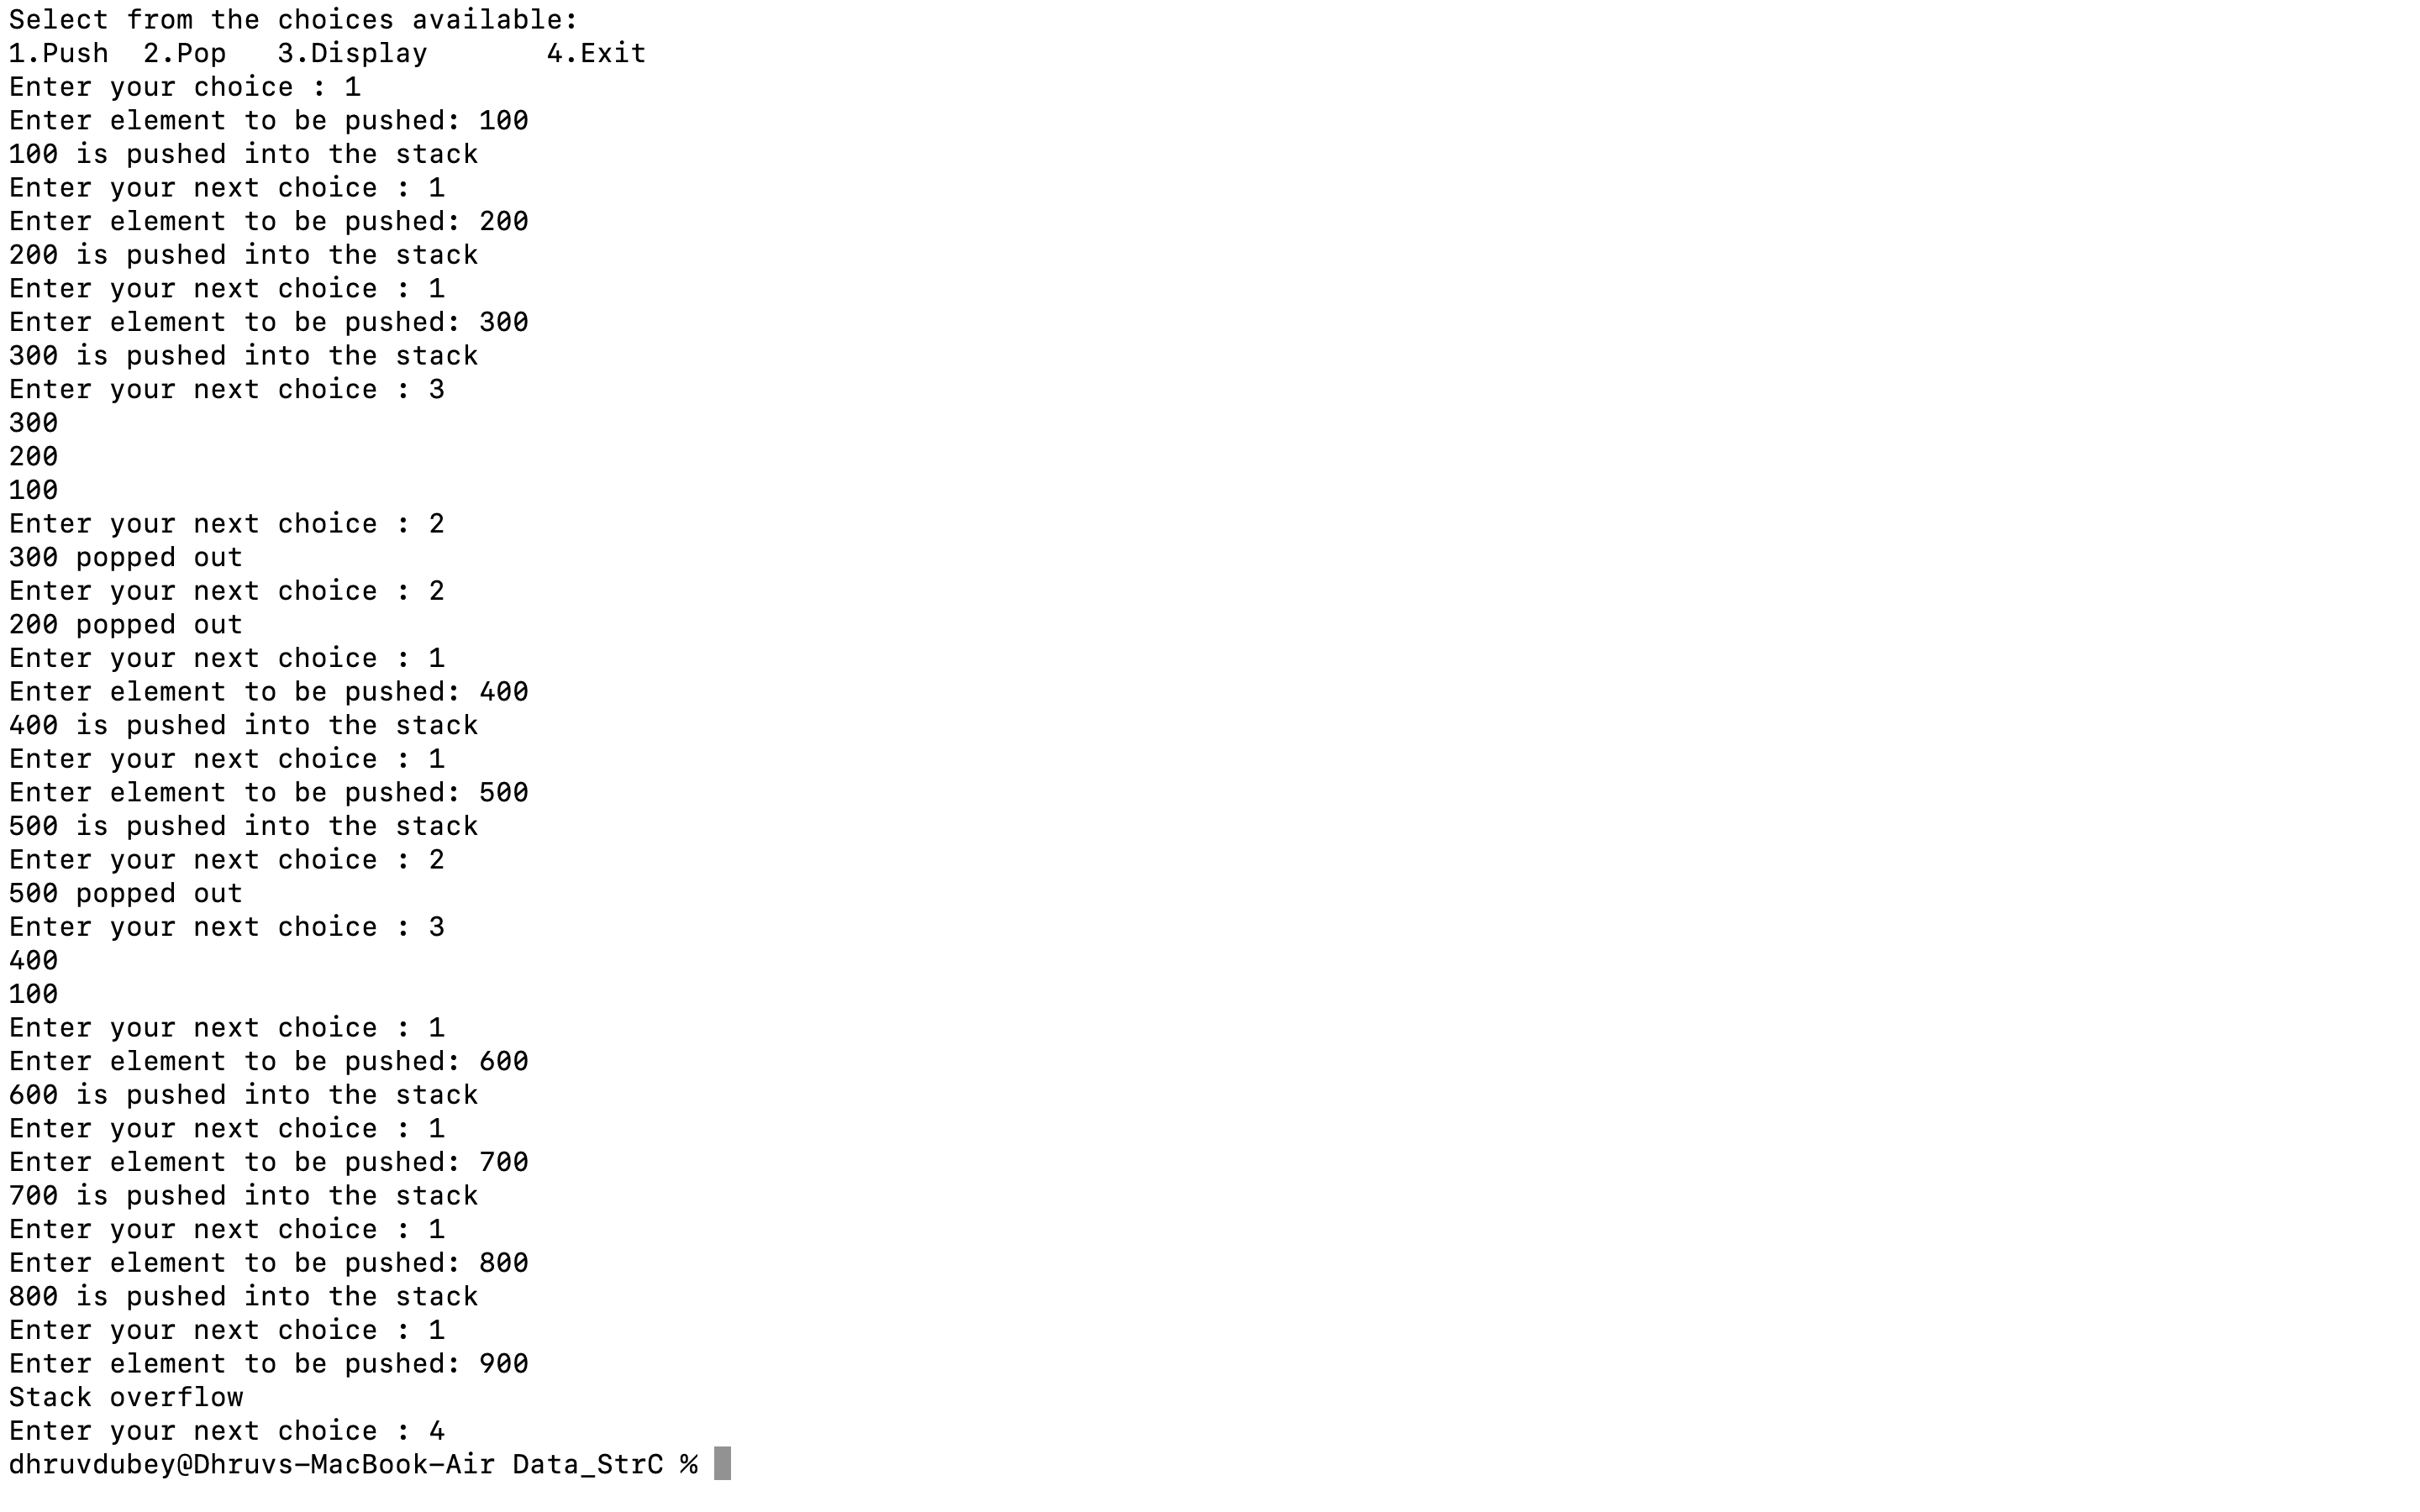 Select from the choices available:
1.Push  2.Pop   3.Display       4.Exit
Enter your choice : 1
Enter element to be pushed: 100
100 is pushed into the stack
Enter your next choice : 1
Enter element to be pushed: 200
200 is pushed into the stack
Enter your next choice : 1
Enter element to be pushed: 300
300 is pushed into the stack
Enter your next choice : 3
300
200
100
Enter your next choice : 2
300 popped out
Enter your next choice : 2
200 popped out
Enter your next choice : 1
Enter element to be pushed: 400
400 is pushed into the stack
Enter your next choice : 1
Enter element to be pushed: 500
500 is pushed into the stack
Enter your next choice : 2
500 popped out
Enter your next choice : 3
400
100
Enter your next choice : 1
Enter element to be pushed: 600
600 is pushed into the stack
Enter your next choice : 1
Enter element to be pushed: 700
700 is pushed into the stack
Enter your next choice : 1
Enter element to be pushed: 800
800 is pushed into the stack
Enter your next choice : 1
Enter element to be pushed: 900
Stack overflow
Enter your next choice : 4
dhruvdubey@Dhruvs-MacBook-Air Data_StrC %